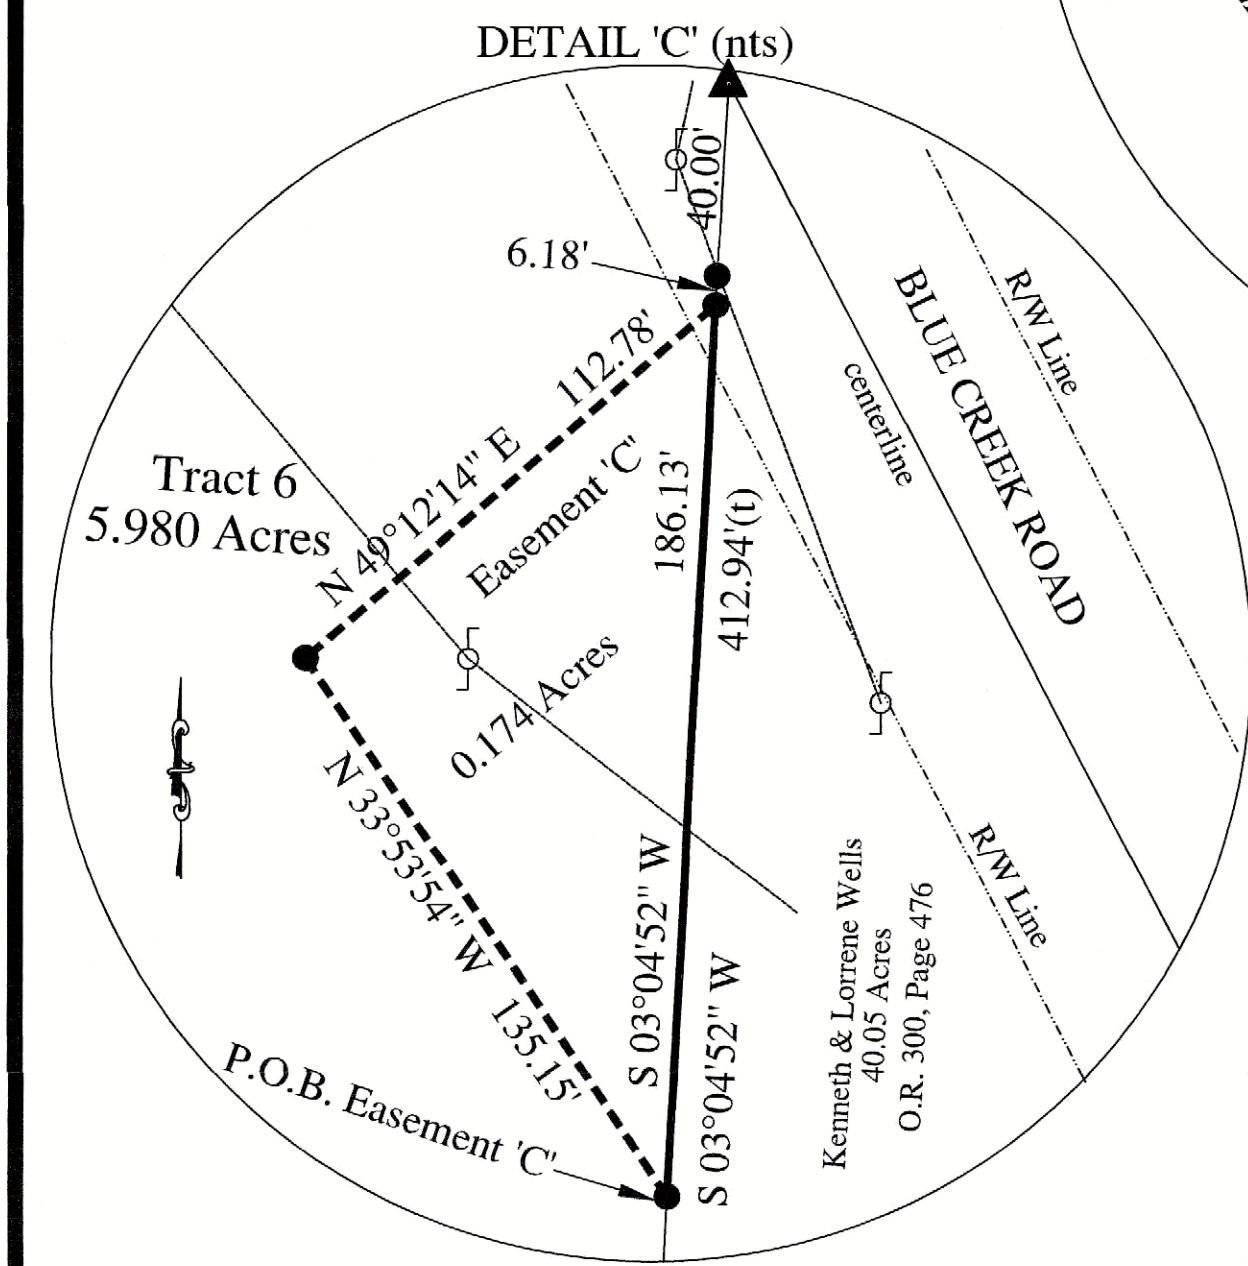 DETAIL 'C' (nts)
40.00'
6.18'
112.78'
N 49°12'14" E
Easement 'C'
0.174 Acres
Tract 6
5.980 Acres
186.13'
412.94'(t)
BLUE CREEK ROAD
centerline
R/W Line
R/W Line
N 33°53'54" W 135.15'
S 03°04'52" W
S 03°04'52" W
Kenneth & Lorrene Wells
40.05 Acres
O.R. 300, Page 476
P.O.B. Easement 'C'